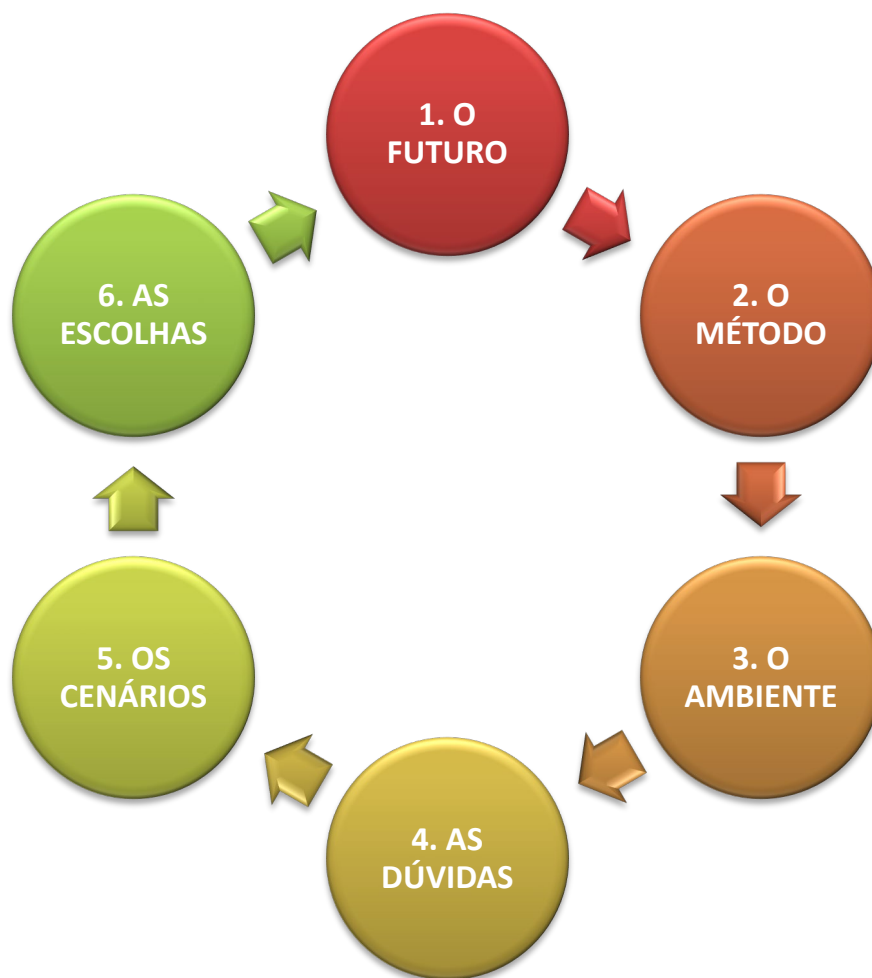 1. O
FUTURO
2. O
MÉTODO
3. O
AMBIENTE
4. AS
DÚVIDAS
5. OS
CENÁRIOS
6. AS
ESCOLHAS